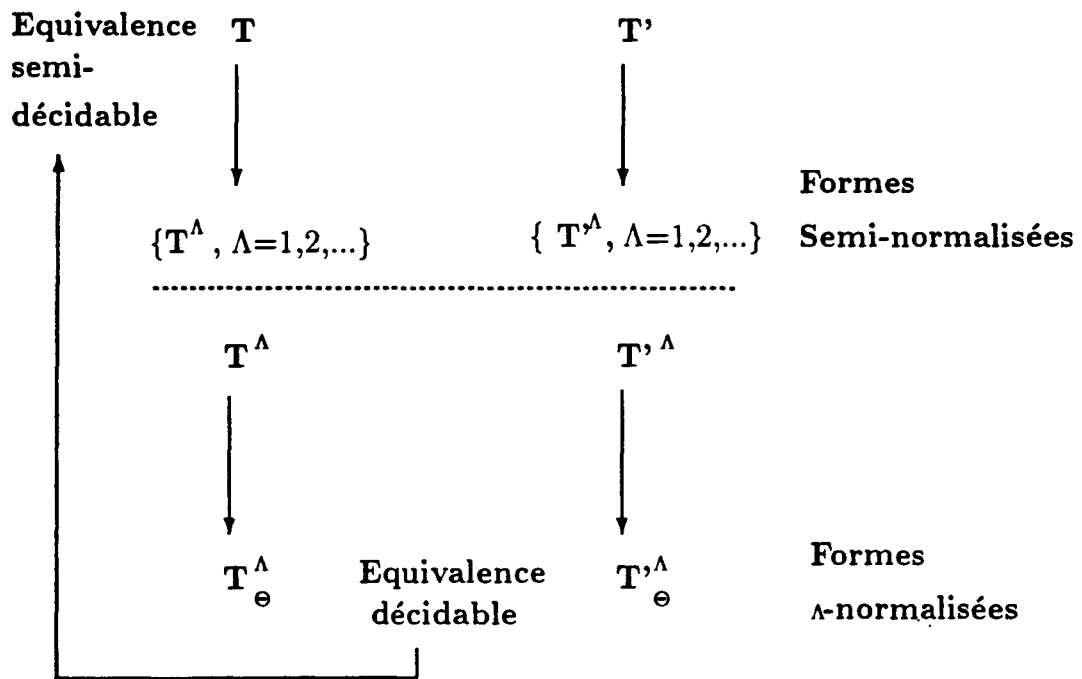 Equivalence
semi-
décidable
T T’
{T^Λ , Λ=1,2,...} { T’^Λ, Λ=1,2,...}
Formes
Semi-normalisées
T^Λ T’^Λ
T^Λ_Θ T’^Λ_Θ
Equivalence
décidable
Formes
Λ-normalisées